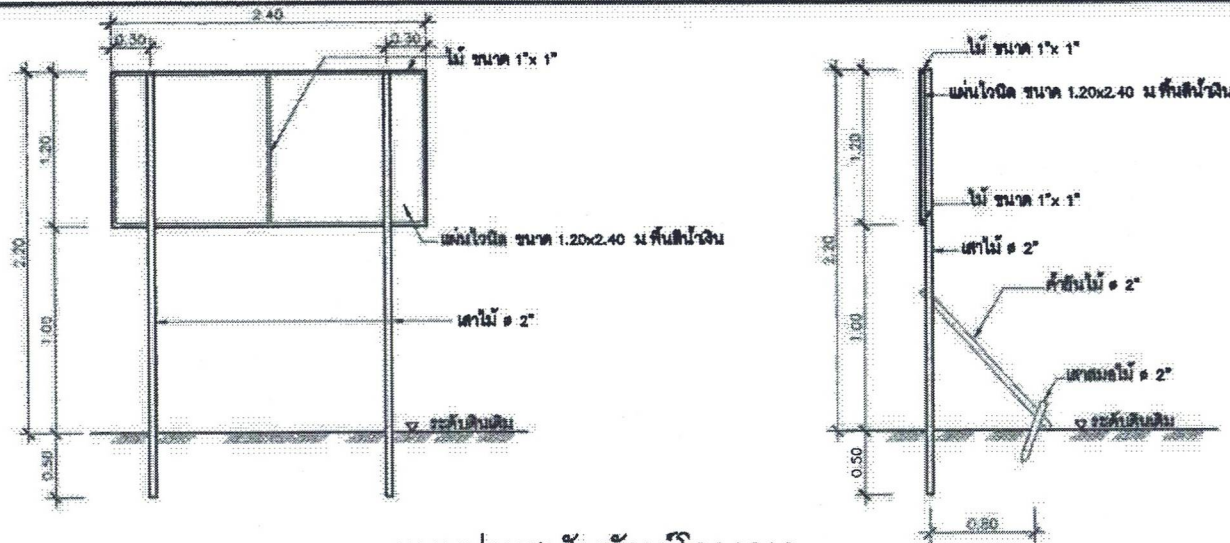 2.40
0.30
0.30
ไม้ ขนาด 1"x 1"
1.20
2.20
แผ่นไวนิล ขนาด 1.20x2.40 ม.พื้นสีน้ำเงิน
1.00
เสาไม้ ø 2"
ระดับดินเดิม
0.50
ไม้ ขนาด 1"x 1"
แผ่นไวนิล ขนาด 1.20x2.40 ม.พื้นสีน้ำเงิน
1.20
ไม้ ขนาด 1"x 1"
2.20
เสาไม้ ø 2"
ค้ำยันไม้ ø 2"
1.00
เสาสมอไม้ ø 2"
ระดับดินเดิม
0.50
0.80